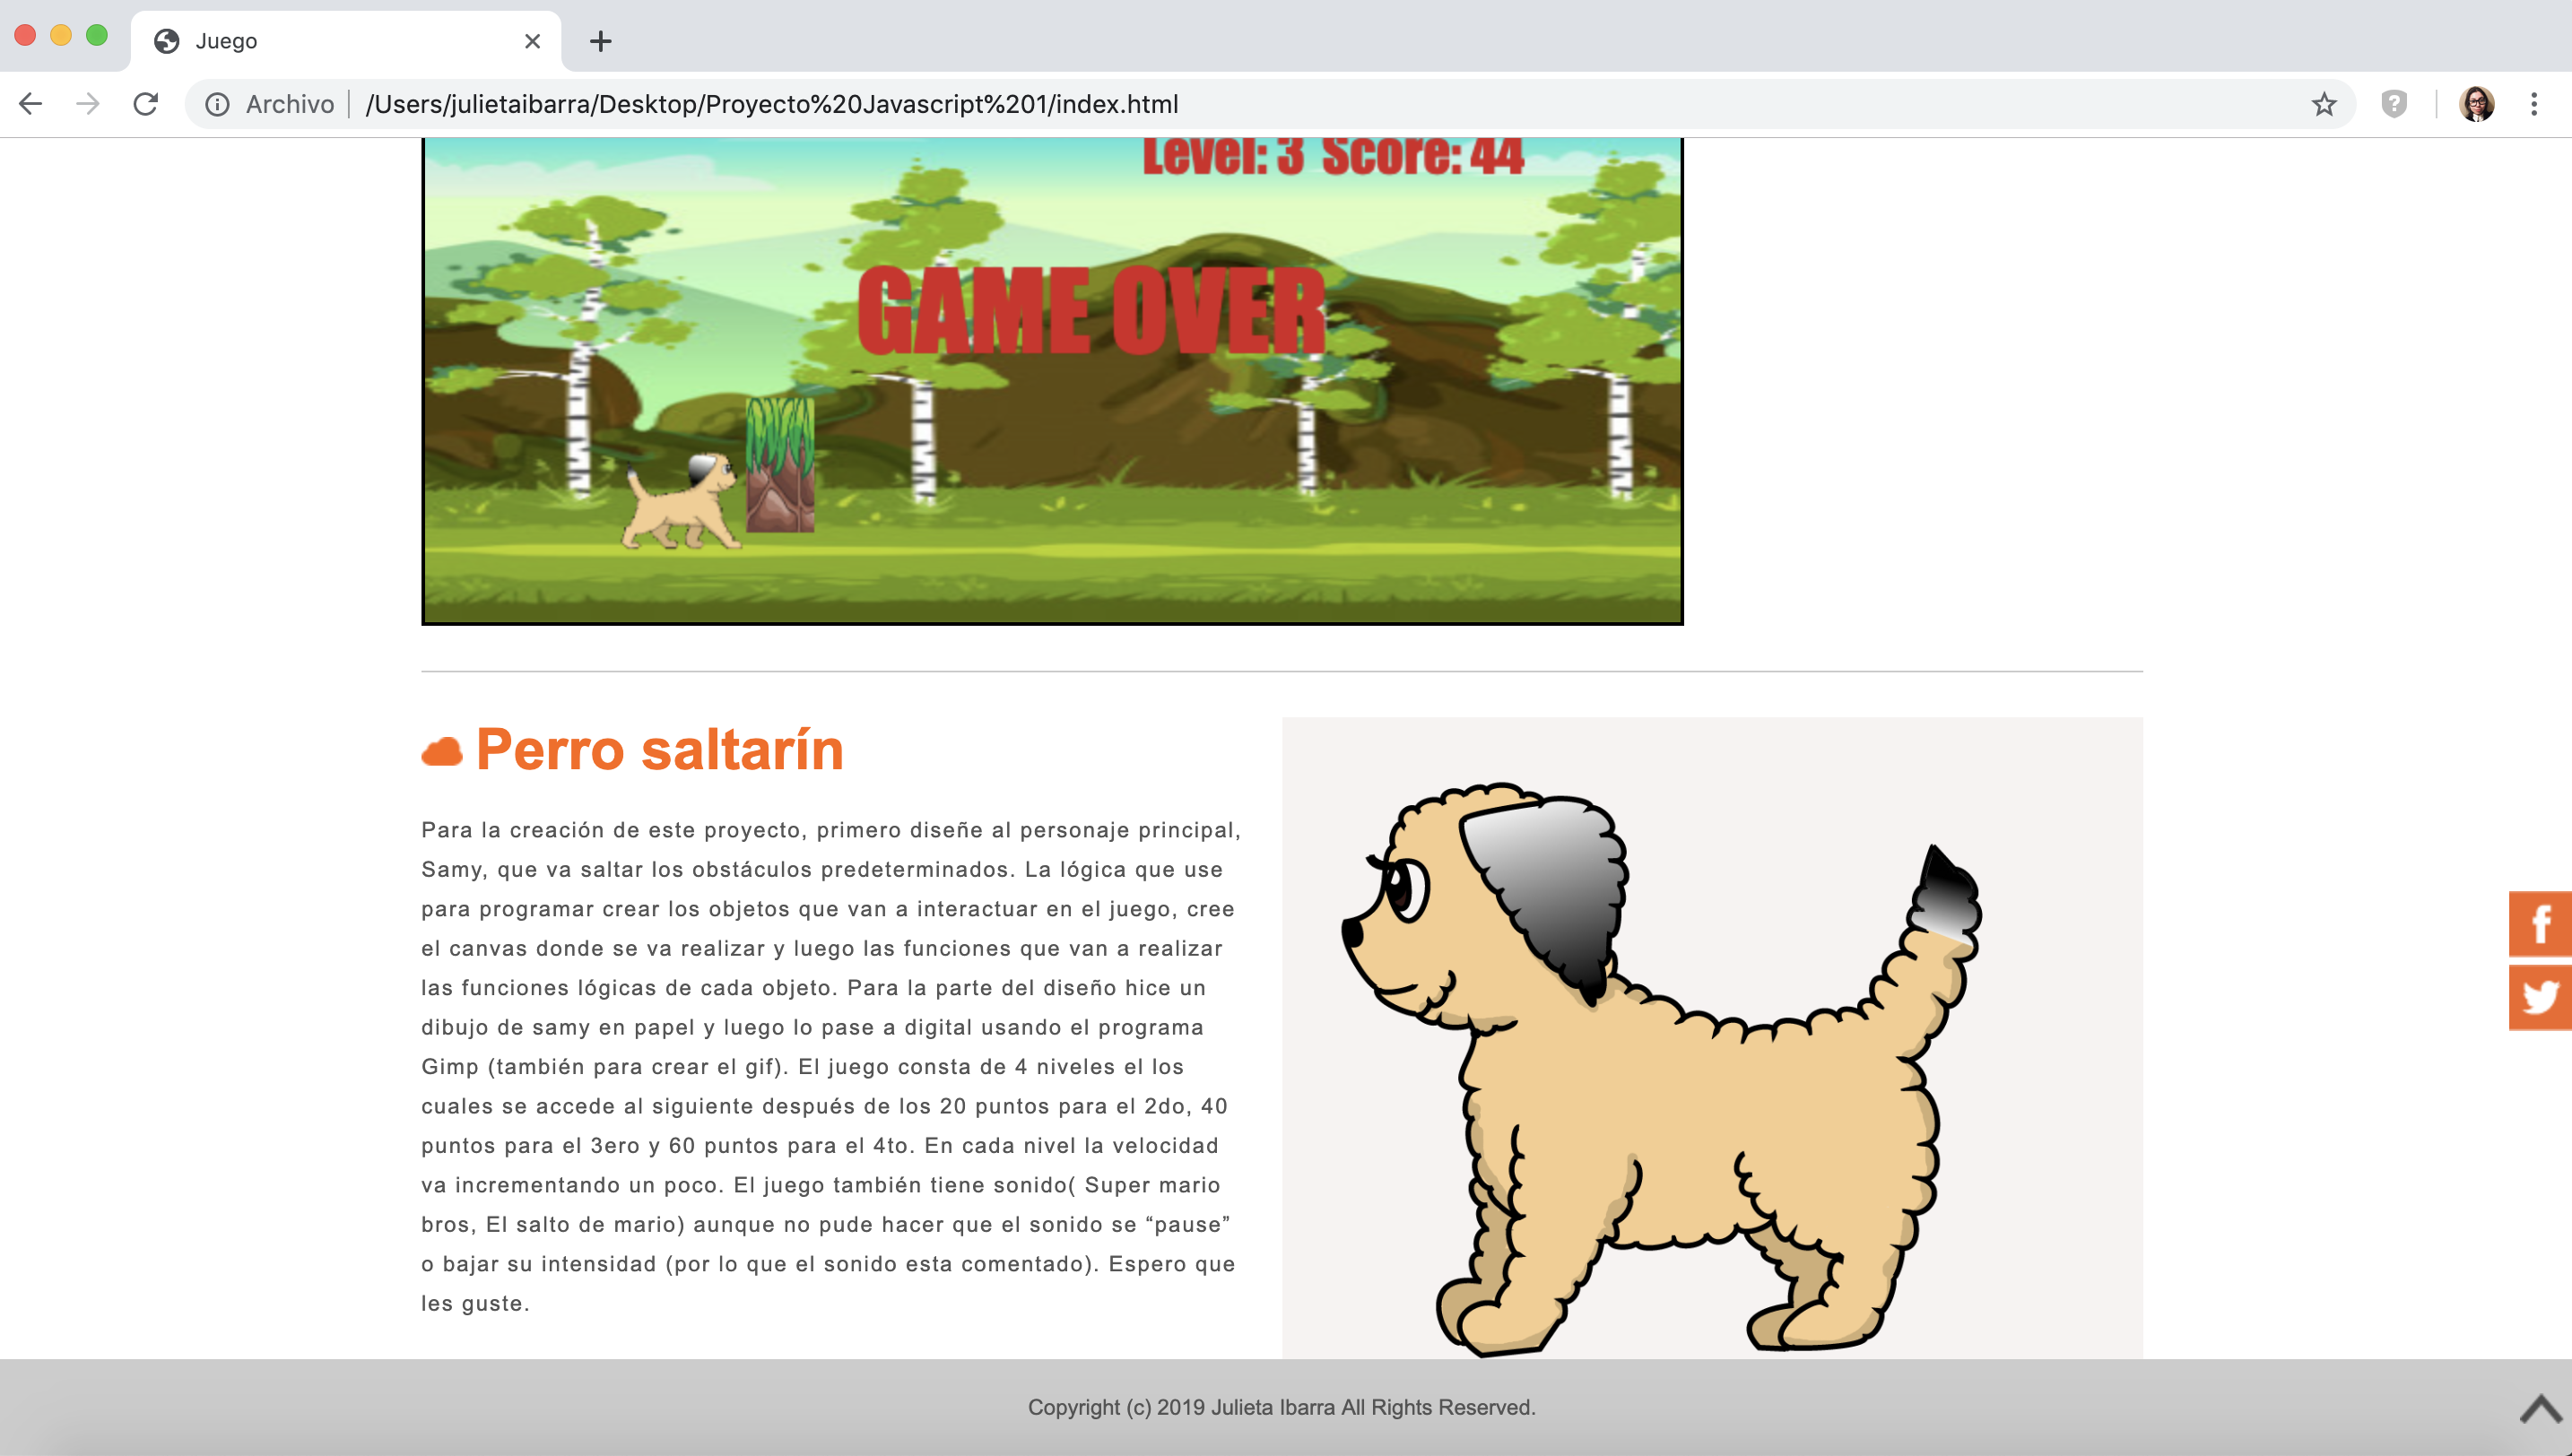 Juego
Archivo /Users/julietaibarra/Desktop/Proyecto%20Javascript%201/index.html
Level: 3 Score: 44
GAME OVER
Perro saltarín
Para la creación de este proyecto, primero diseñe al personaje principal,
Samy, que va saltar los obstáculos predeterminados. La lógica que use
para programar crear los objetos que van a interactuar en el juego, cree
el canvas donde se va realizar y luego las funciones que van a realizar
las funciones lógicas de cada objeto. Para la parte del diseño hice un
dibujo de samy en papel y luego lo pase a digital usando el programa
Gimp (también para crear el gif). El juego consta de 4 niveles el los
cuales se accede al siguiente después de los 20 puntos para el 2do, 40
puntos para el 3ero y 60 puntos para el 4to. En cada nivel la velocidad
va incrementando un poco. El juego también tiene sonido( Super mario
bros, El salto de mario) aunque no pude hacer que el sonido se “pause”
o bajar su intensidad (por lo que el sonido esta comentado). Espero que
les guste.
Copyright (c) 2019 Julieta Ibarra All Rights Reserved.